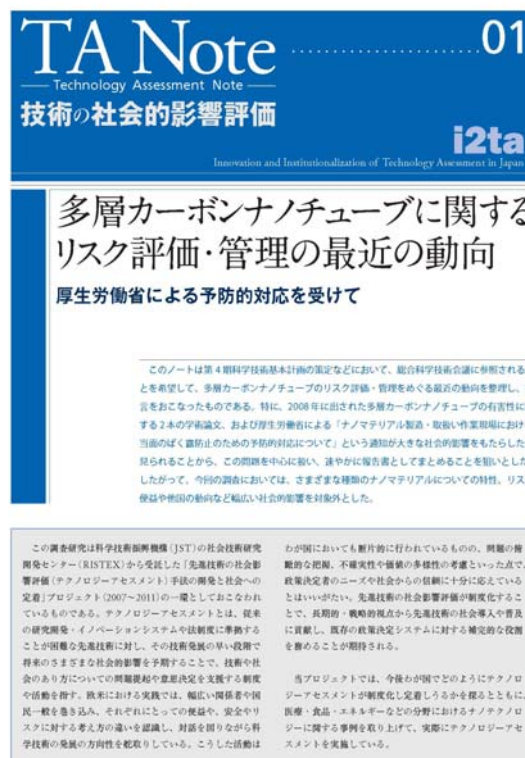 TA Note 01
Technology Assessment Note
技術の社会的影響評価
i2ta
Innovation and Institutionalization of Technology Assessment in Japan
多層カーボンナノチューブに関する
リスク評価・管理の最近の動向
厚生労働省による予防的対応を受けて
このノートは第4期科学技術基本計画の策定などにおいて、総合科学技術会議に参照される
とを希望して、多層カーボンナノチューブのリスク評価・管理をめぐる最近の動向を整理し、
言をおこなったものである。特に、2008年に出された多層カーボンナノチューブの有害性に
する2本の学術論文、および厚生労働省による「ナノマテリアル製造・取扱い作業現場におけ
当面のばく露防止のための予防的対応について」という通知が大きな社会的影響をもたらした
見られることから、この問題を中心に扱い、速やかに報告書としてまとめることを狙いとした
したがって、今回の調査においては、さまざまな種類のナノマテリアルについての特性、リス
便益や他国の動向など幅広い社会的影響を対象外とした。
この調査研究は科学技術振興機構(JST)の社会技術研究
開発センター(RISTEX)から受託した「先進技術の社会影
響評価(テクノロジーアセスメント)手法の開発と社会への
定着」プロジェクト(2007〜2011)の一環としておこなわれ
ているものである。テクノロジーアセスメントとは、従来
の研究開発・イノベーションシステムや法制度に準拠する
ことが困難な先進技術に対し、その技術発展の早い段階で
将来のさまざまな社会的影響を予期することで、技術や社
会のあり方についての問題提起や意思決定を支援する制度
や活動を指す。欧米における実践では、幅広い関係者や国
民一般を巻き込み、それぞれにとっての便益や、安全やリ
スクに対する考え方の違いを認識し、対話を図りながら科
学技術の発展の方向性を舵取りしている。こうした活動は
わが国においても断片的に行われているものの、問題の俯
瞰的な把握、不確実性や価値の多様性の考慮といった点で、
政策決定者のニーズや社会からの信頼に十分に応えている
とはいいがたい。先進技術の社会影響評価が制度化するこ
とで、長期的・戦略的視点から先進技術の社会導入や普及
に貢献し、既存の政策決定システムに対する補完的な役割
を務めることが期待される。
当プロジェクトでは、今後わが国でどのようにテクノロ
ジーアセスメントが制度化し定着しうるかを探るとともに、
医療・食品・エネルギーなどの分野におけるナノテクノロ
ジーに関する事例を取り上げて、実際にテクノロジーアセ
スメントを実施している。